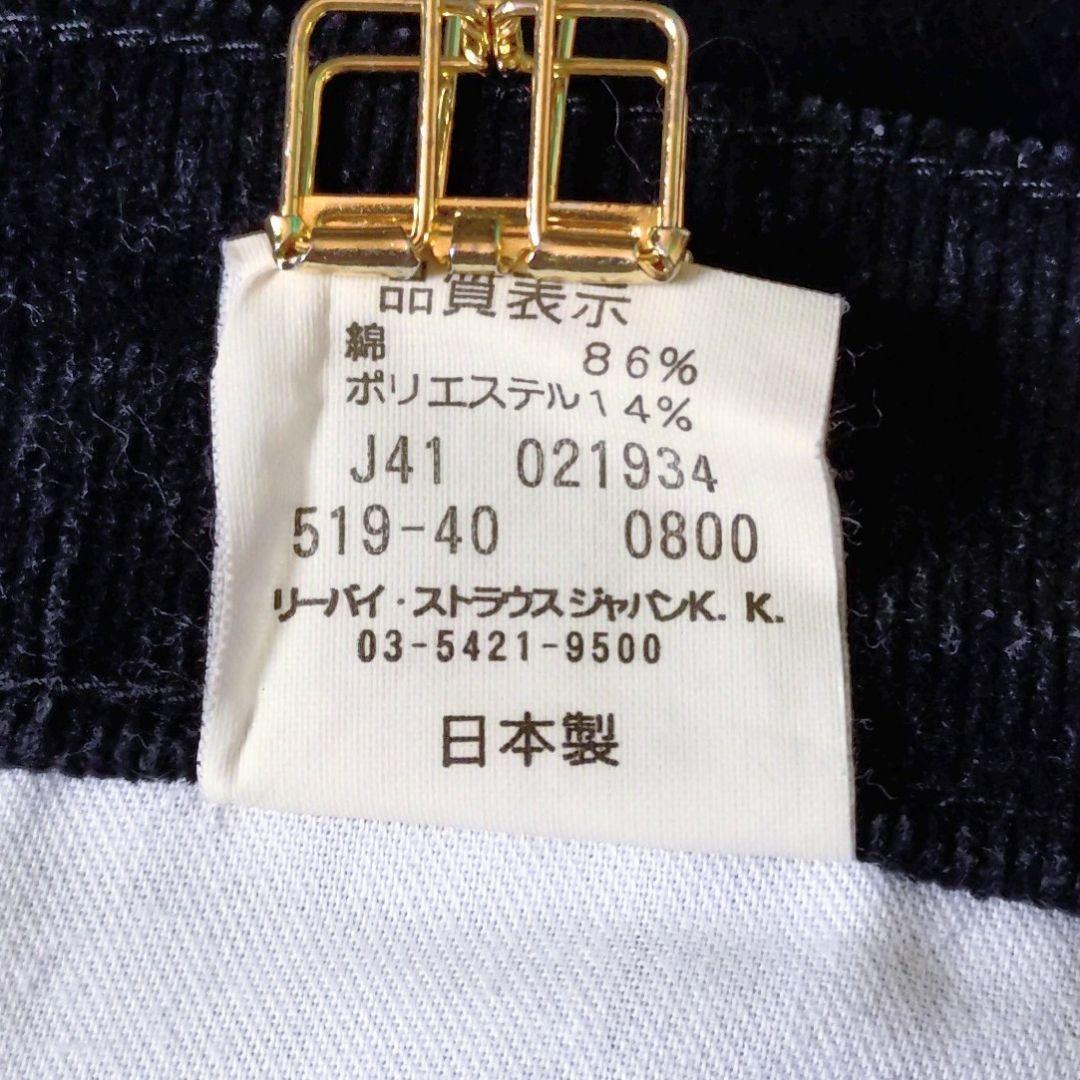 品質表示
綿 86%
ポリエステル14%
J41 021934
519-40 0800
リーバイ・ストラウスジャパンK. K.
03-5421-9500
日本製